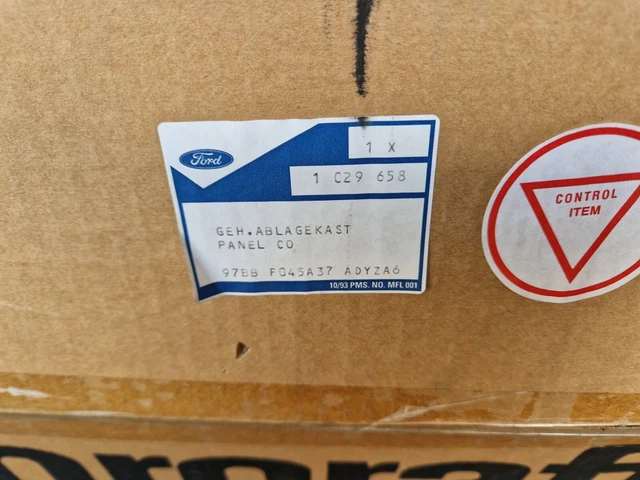 Ford
1 X
1 C29 658
GEH.ABLAGEKAST
PANEL CO
97BB F045A37 ADYZA6
10/93 PMS. NO. MFL 001
CONTROL
ITEM